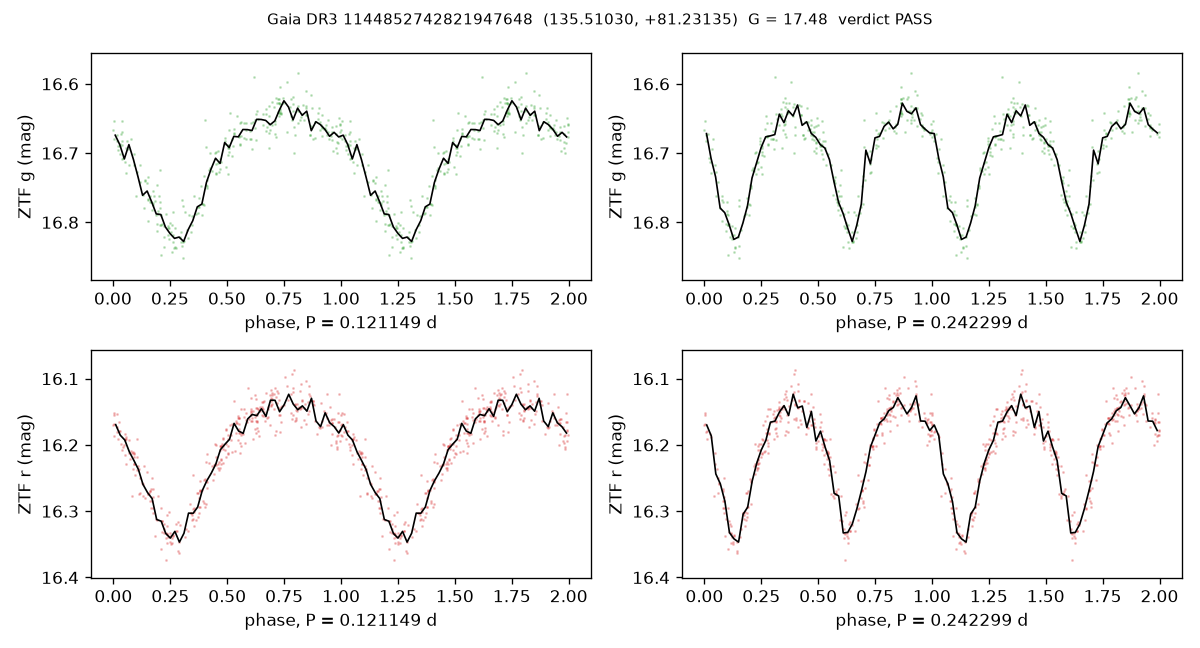 Gaia DR3 1144852742821947648  (135.51030, +81.23135)  G = 17.48  verdict PASS
ZTF g (mag)
16.6
16.7
16.8
0.00 0.25 0.50 0.75 1.00 1.25 1.50 1.75 2.00
phase, P = 0.121149 d
ZTF g (mag)
16.6
16.7
16.8
0.00 0.25 0.50 0.75 1.00 1.25 1.50 1.75 2.00
phase, P = 0.242299 d
ZTF r (mag)
16.1
16.2
16.3
16.4
0.00 0.25 0.50 0.75 1.00 1.25 1.50 1.75 2.00
phase, P = 0.121149 d
ZTF r (mag)
16.1
16.2
16.3
16.4
0.00 0.25 0.50 0.75 1.00 1.25 1.50 1.75 2.00
phase, P = 0.242299 d